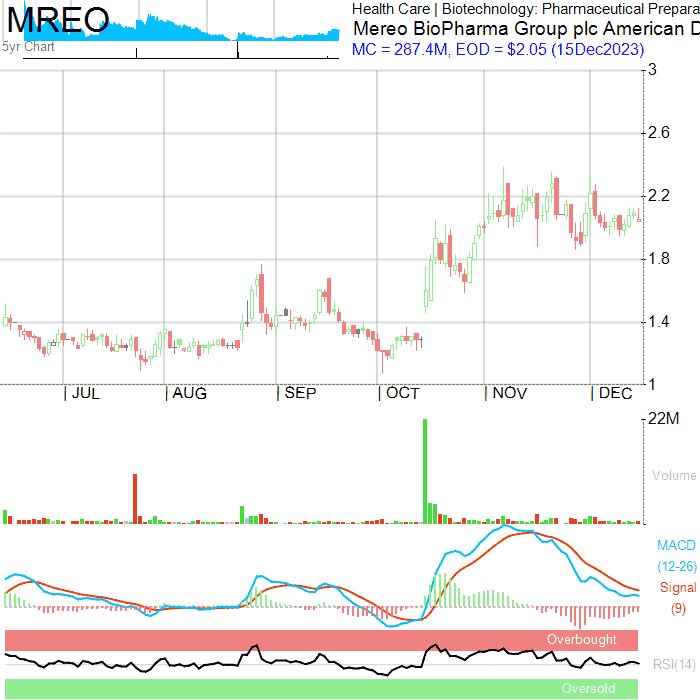 MREO
Health Care | Biotechnology: Pharmaceutical Prepara
Mereo BioPharma Group plc American D
5yr Chart
MC = 287.4M, EOD = $2.05 (15Dec2023)
3
2.6
2.2
1.8
1.4
1
| JUL | AUG | SEP | OCT | NOV | DEC
22M
Volume
MACD
(12-26)
Signal
(9)
Overbought
RSI(14)
Oversold